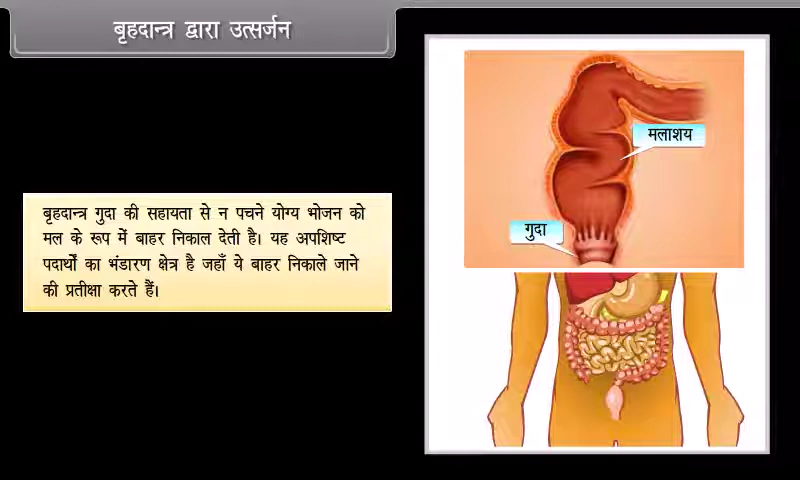 बृहदान्त्र द्वारा उत्सर्जन
बृहदान्त्र गुदा की सहायता से न पचने योग्य भोजन को
मल के रूप में बाहर निकाल देती है। यह अपशिष्ट
पदार्थों का भंडारण क्षेत्र है जहाँ ये बाहर निकाले जाने
की प्रतीक्षा करते हैं।
मलाशय
गुदा